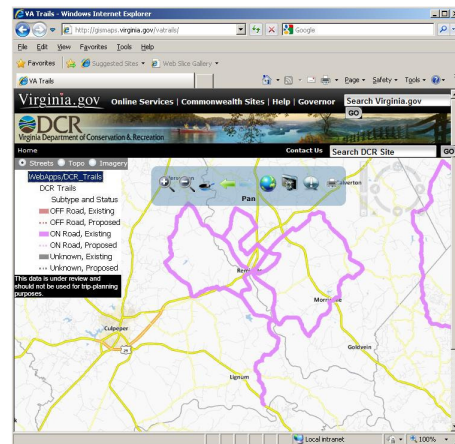 VA Trails - Windows Internet Explorer
http://gismaps.virginia.gov/vatrails/
Google
File Edit View Favorites Tools Help
Favorites Suggested Sites Web Slice Gallery
VA Trails
Page Safety Tools
Virginia.gov Online Services | Commonwealth Sites | Help | Governor Search Virginia.gov
GO
DCR
Virginia Department of Conservation & Recreation
Home Contact Us Search DCR Site GO
Streets Topo Imagery
WebApps/DCR_Trails
DCR Trails
Subtype and Status
OFF Road, Existing
OFF Road, Proposed
ON Road, Existing
ON Road, Proposed
Unknown, Existing
Unknown, Proposed
This data is under review and
should not be used for trip-planning
purposes.
Pan
Culpeper
Lignum
Goldvein
Local intranet 100%